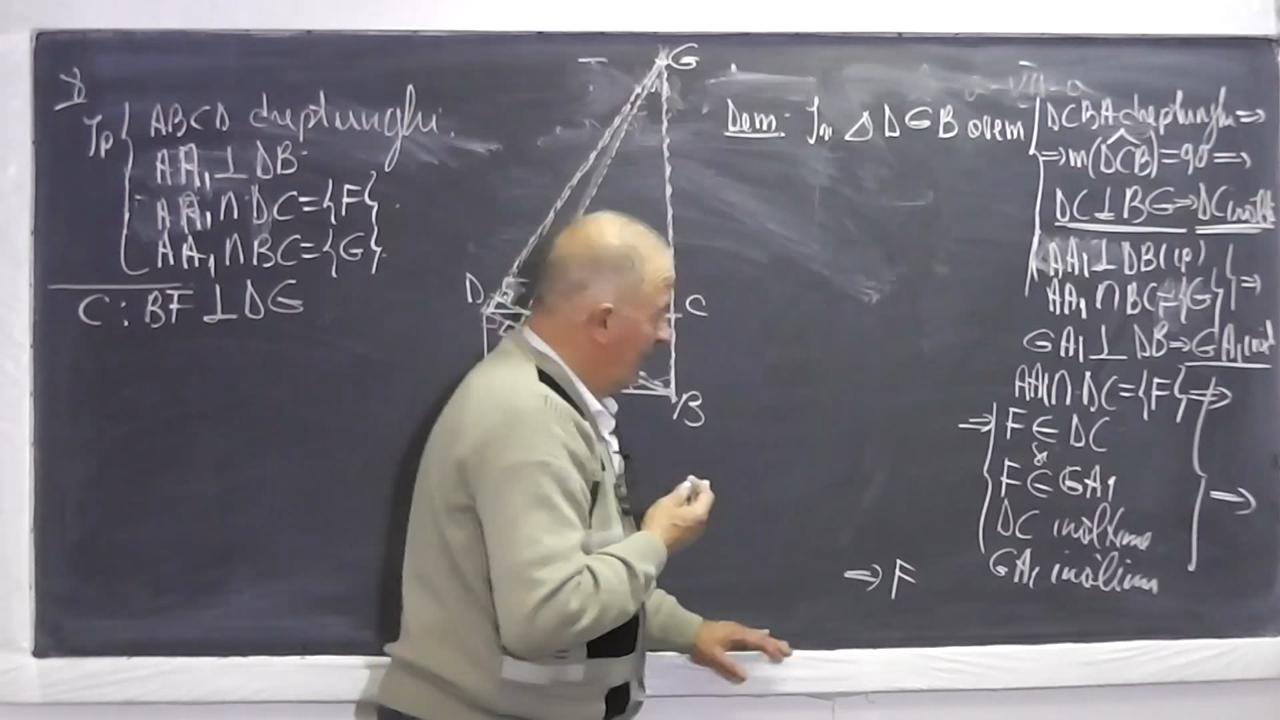 Ip
ABCD dreptunghi.
AA₁⊥DB
AA₁∩DC={F}
AA₁∩BC={G}
C: BF⊥DG
G
D
C
B
Dem: În △DGB avem
DCBA dreptunghi ⇒
⇒m(DCB)=90 ⇒
DC⊥BG⇒DC
AA₁⊥DB(ip)
AA₁∩BC={G} ⇒
GA₁⊥DB⇒GA₁
AA₁∩DC={F} ⇒
⇒ F∈DC
F∈GA₁ ⇒
DC înălțime
GA₁ înălțime
⇒F